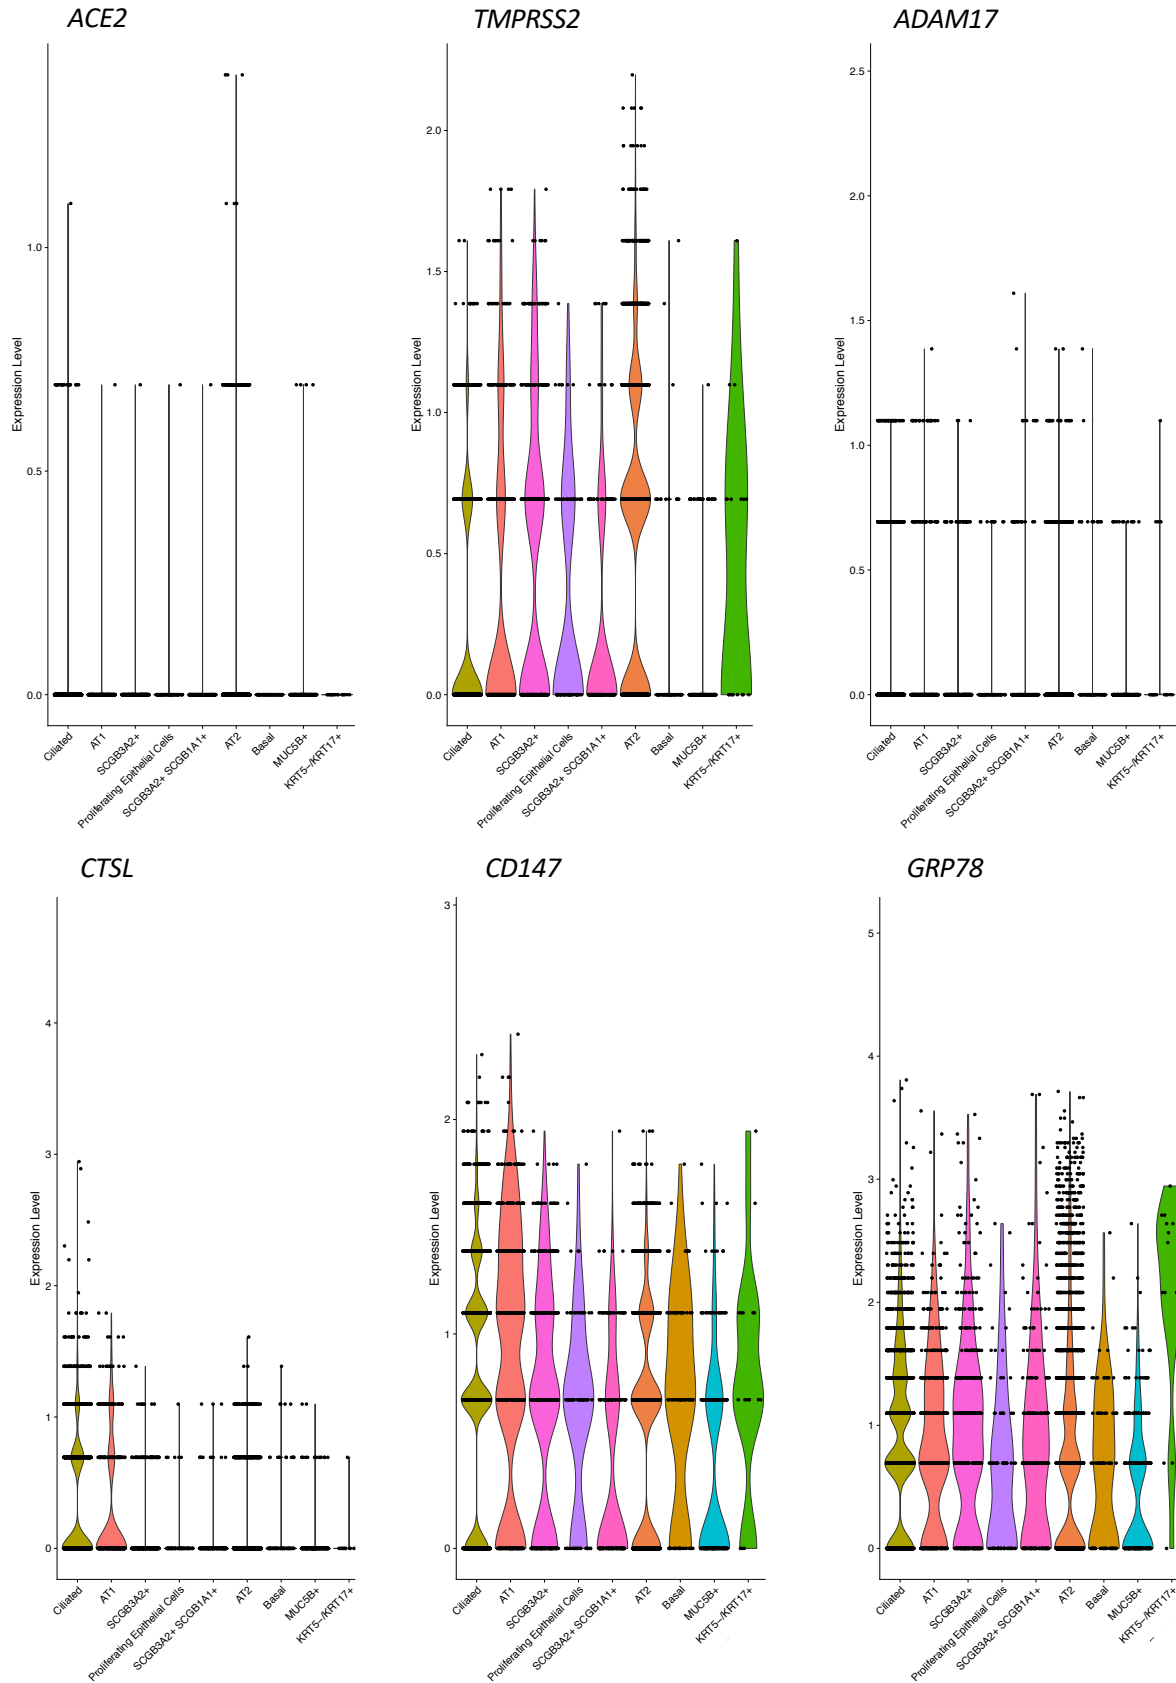 ACE2
TMPRSS2
ADAM17
Expression Level
1.0
0.5
0.0
Ciliated
AT1
SCGB3A2+
Proliferating Epithelial Cells
SCGB3A2+ SCGB1A1+
AT2
Basal
MUC5B+
KRT5−/KRT17+
Expression Level
2.0
1.5
1.0
0.5
0.0
Ciliated
AT1
SCGB3A2+
Proliferating Epithelial Cells
SCGB3A2+ SCGB1A1+
AT2
Basal
MUC5B+
KRT5−/KRT17+
Expression Level
2.5
2.0
1.5
1.0
0.5
0.0
Ciliated
AT1
SCGB3A2+
Proliferating Epithelial Cells
SCGB3A2+ SCGB1A1+
AT2
Basal
MUC5B+
KRT5−/KRT17+
CTSL
CD147
GRP78
Expression Level
4
3
2
1
0
Ciliated
AT1
SCGB3A2+
Proliferating Epithelial Cells
SCGB3A2+ SCGB1A1+
AT2
Basal
MUC5B+
KRT5−/KRT17+
Expression Level
3
2
1
0
Ciliated
AT1
SCGB3A2+
Proliferating Epithelial Cells
SCGB3A2+ SCGB1A1+
AT2
Basal
MUC5B+
KRT5−/KRT17+
Expression Level
5
4
3
2
1
0
Ciliated
AT1
SCGB3A2+
Proliferating Epithelial Cells
SCGB3A2+ SCGB1A1+
AT2
Basal
MUC5B+
KRT5−/KRT17+